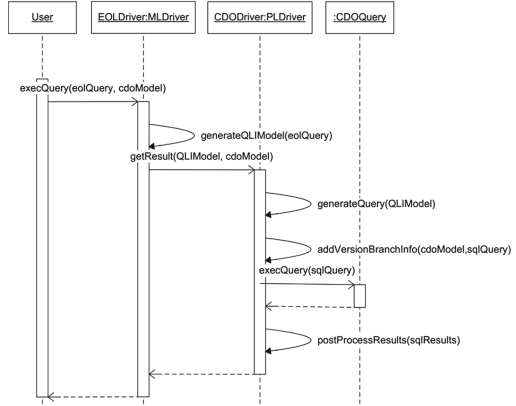 User
EOLDriver:MLDriver
CDODriver:PLDriver
:CDOQuery
execQuery(eolQuery, cdoModel)
generateQLIModel(eolQuery)
getResult(QLIModel, cdoModel)
generateQuery(QLIModel)
addVersionBranchInfo(cdoModel,sqlQuery)
execQuery(sqlQuery)
postProcessResults(sqlResults)